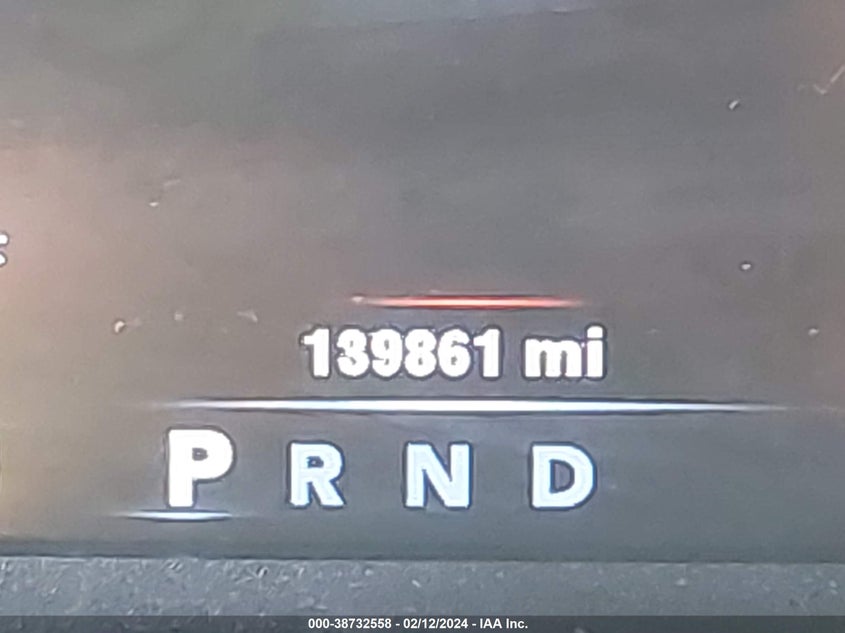 139861 mi
P R N D
000-38732558 - 02/12/2024 - IAA Inc.